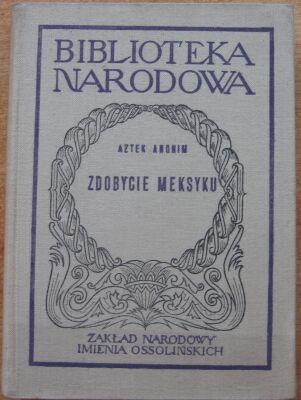 BIBLIOTEKA
NARODOWA
AZTEK ANONIM
ZDOBYCIE MEKSYKU
ZAKŁAD NARODOWY
IMIENIA OSSOLIŃSKICH